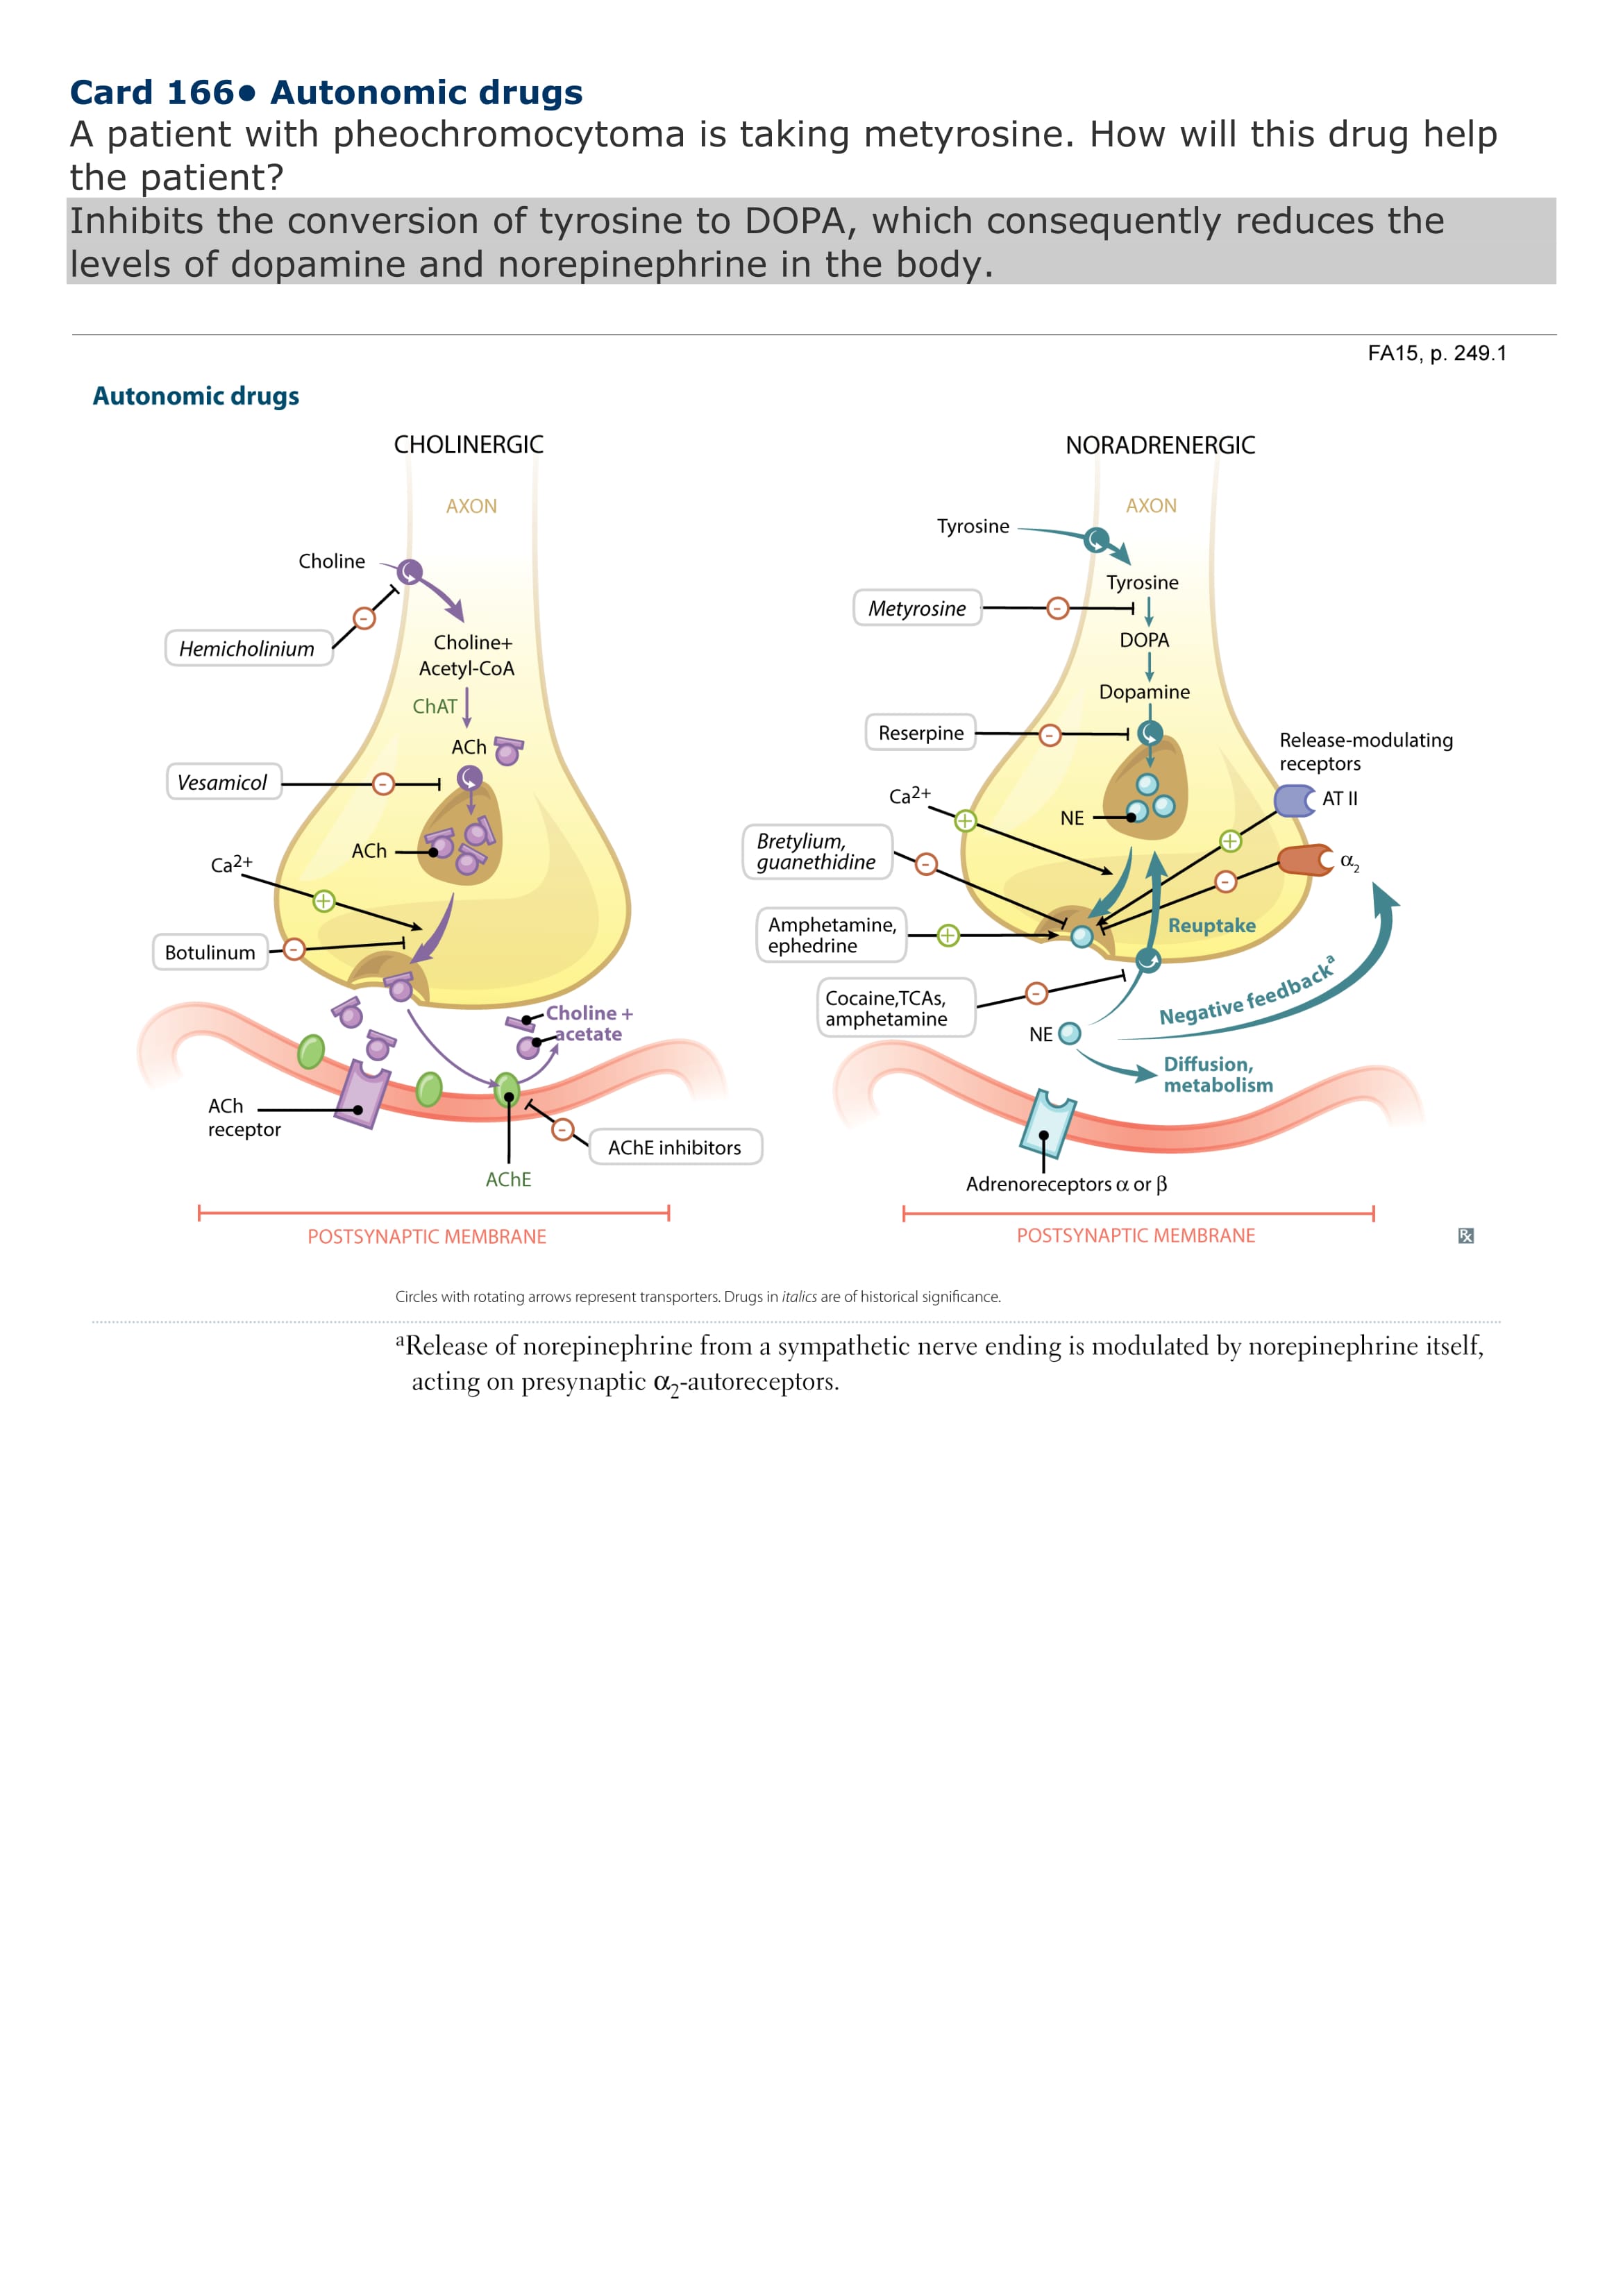 Card 166• Autonomic drugs
A patient with pheochromocytoma is taking metyrosine. How will this drug help
the patient?
Inhibits the conversion of tyrosine to DOPA, which consequently reduces the
levels of dopamine and norepinephrine in the body.
FA15, p. 249.1
Autonomic drugs
CHOLINERGIC
AXON
Choline
Hemicholinium
Choline+
Acetyl-CoA
ChAT
ACh
Vesamicol
ACh
Ca2+
Botulinum
Choline +
acetate
ACh
receptor
AChE inhibitors
AChE
POSTSYNAPTIC MEMBRANE
NORADRENERGIC
AXON
Tyrosine
Tyrosine
Metyrosine
DOPA
Dopamine
Reserpine
Release-modulating
receptors
AT II
Ca2+
NE
Bretylium,
guanethidine
α2
Amphetamine,
ephedrine
Reuptake
Cocaine,TCAs,
amphetamine
Negative feedbackᵃ
NE
Diffusion,
metabolism
Adrenoreceptors α or β
POSTSYNAPTIC MEMBRANE
Rx
Circles with rotating arrows represent transporters. Drugs in italics are of historical significance.
ᵃRelease of norepinephrine from a sympathetic nerve ending is modulated by norepinephrine itself,
acting on presynaptic α2-autoreceptors.